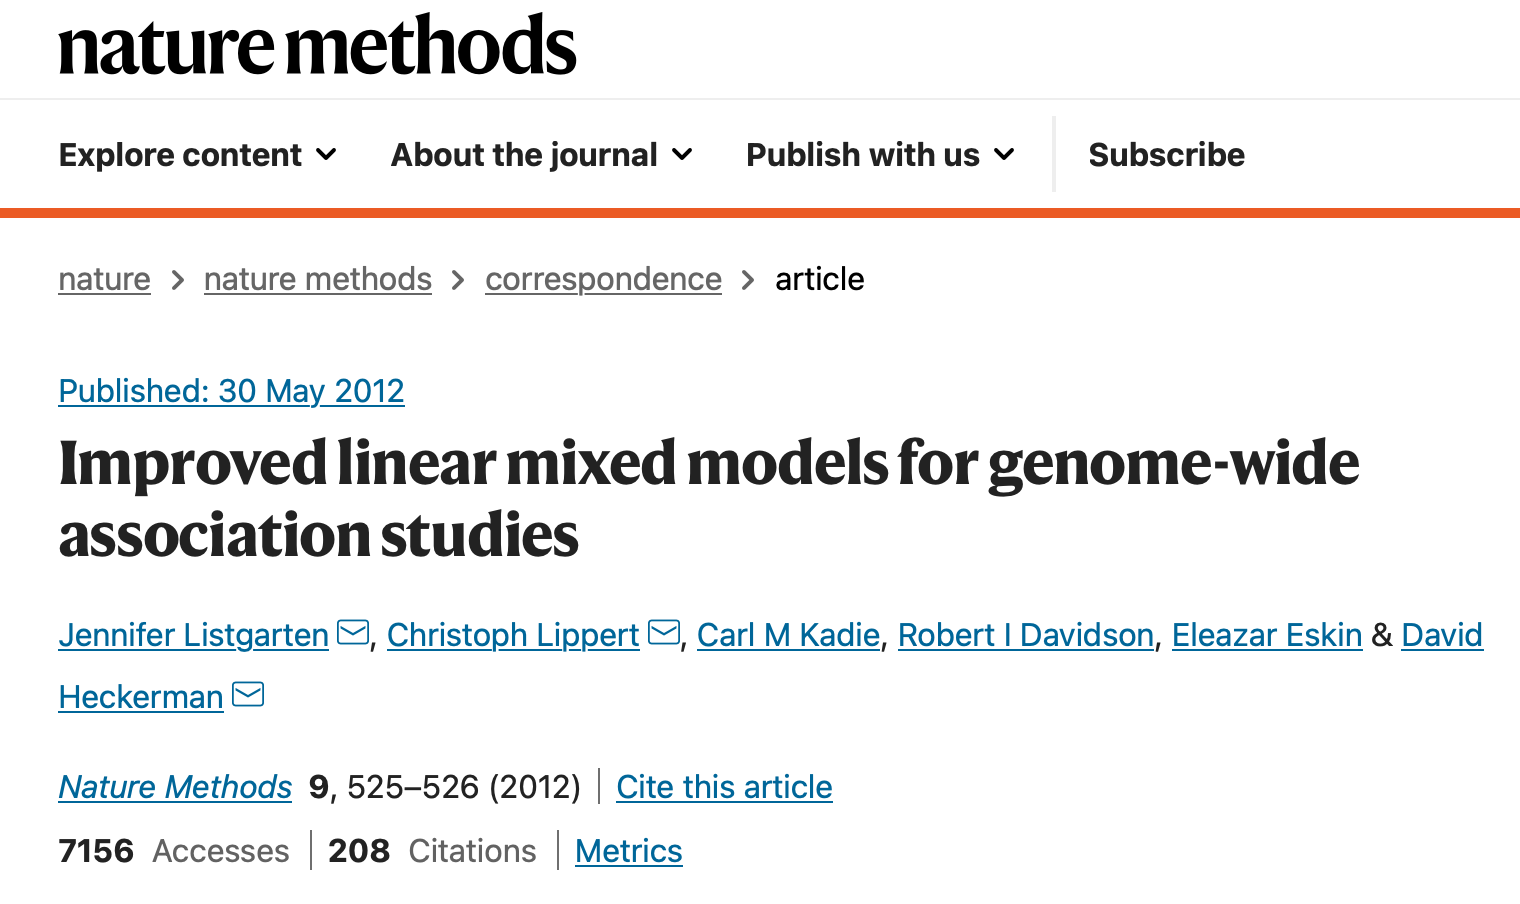 nature methods
Explore content About the journal Publish with us Subscribe
nature > nature methods > correspondence > article
Published: 30 May 2012
Improved linear mixed models for genome-wide
association studies
Jennifer Listgarten, Christoph Lippert, Carl M Kadie, Robert I Davidson, Eleazar Eskin & David
Heckerman
Nature Methods 9, 525–526 (2012) | Cite this article
7156 Accesses | 208 Citations | Metrics